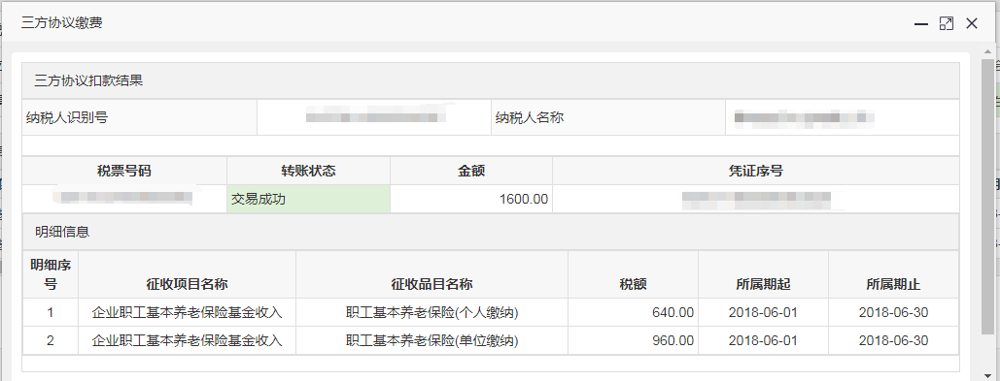 三方协议缴费
三方协议扣款结果
纳税人识别号 纳税人名称
税票号码 转账状态 金额 凭证序号
交易成功 1600.00
明细信息
明细序号 征收项目名称 征收品目名称 税额 所属期起 所属期止
1 企业职工基本养老保险基金收入 职工基本养老保险(个人缴纳) 640.00 2018-06-01 2018-06-30
2 企业职工基本养老保险基金收入 职工基本养老保险(单位缴纳) 960.00 2018-06-01 2018-06-30